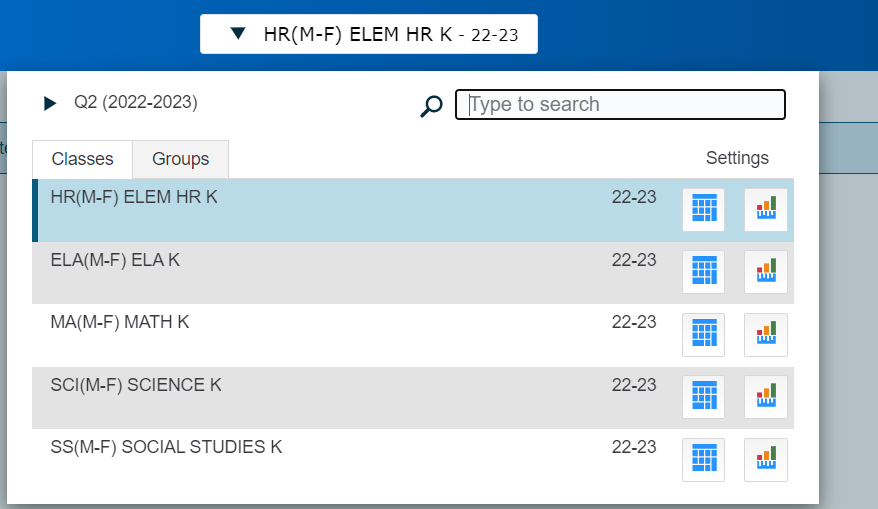 HR(M-F) ELEM HR K - 22-23
Q2 (2022-2023)
Type to search
Classes Groups Settings
HR(M-F) ELEM HR K 22-23
ELA(M-F) ELA K 22-23
MA(M-F) MATH K 22-23
SCI(M-F) SCIENCE K 22-23
SS(M-F) SOCIAL STUDIES K 22-23